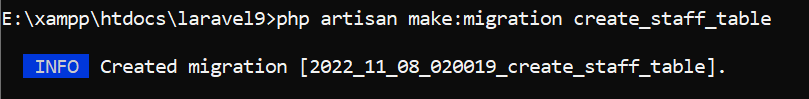 E:\xampp\htdocs\laravel9>php artisan make:migration create_staff_table
INFO Created migration [2022_11_08_020019_create_staff_table].